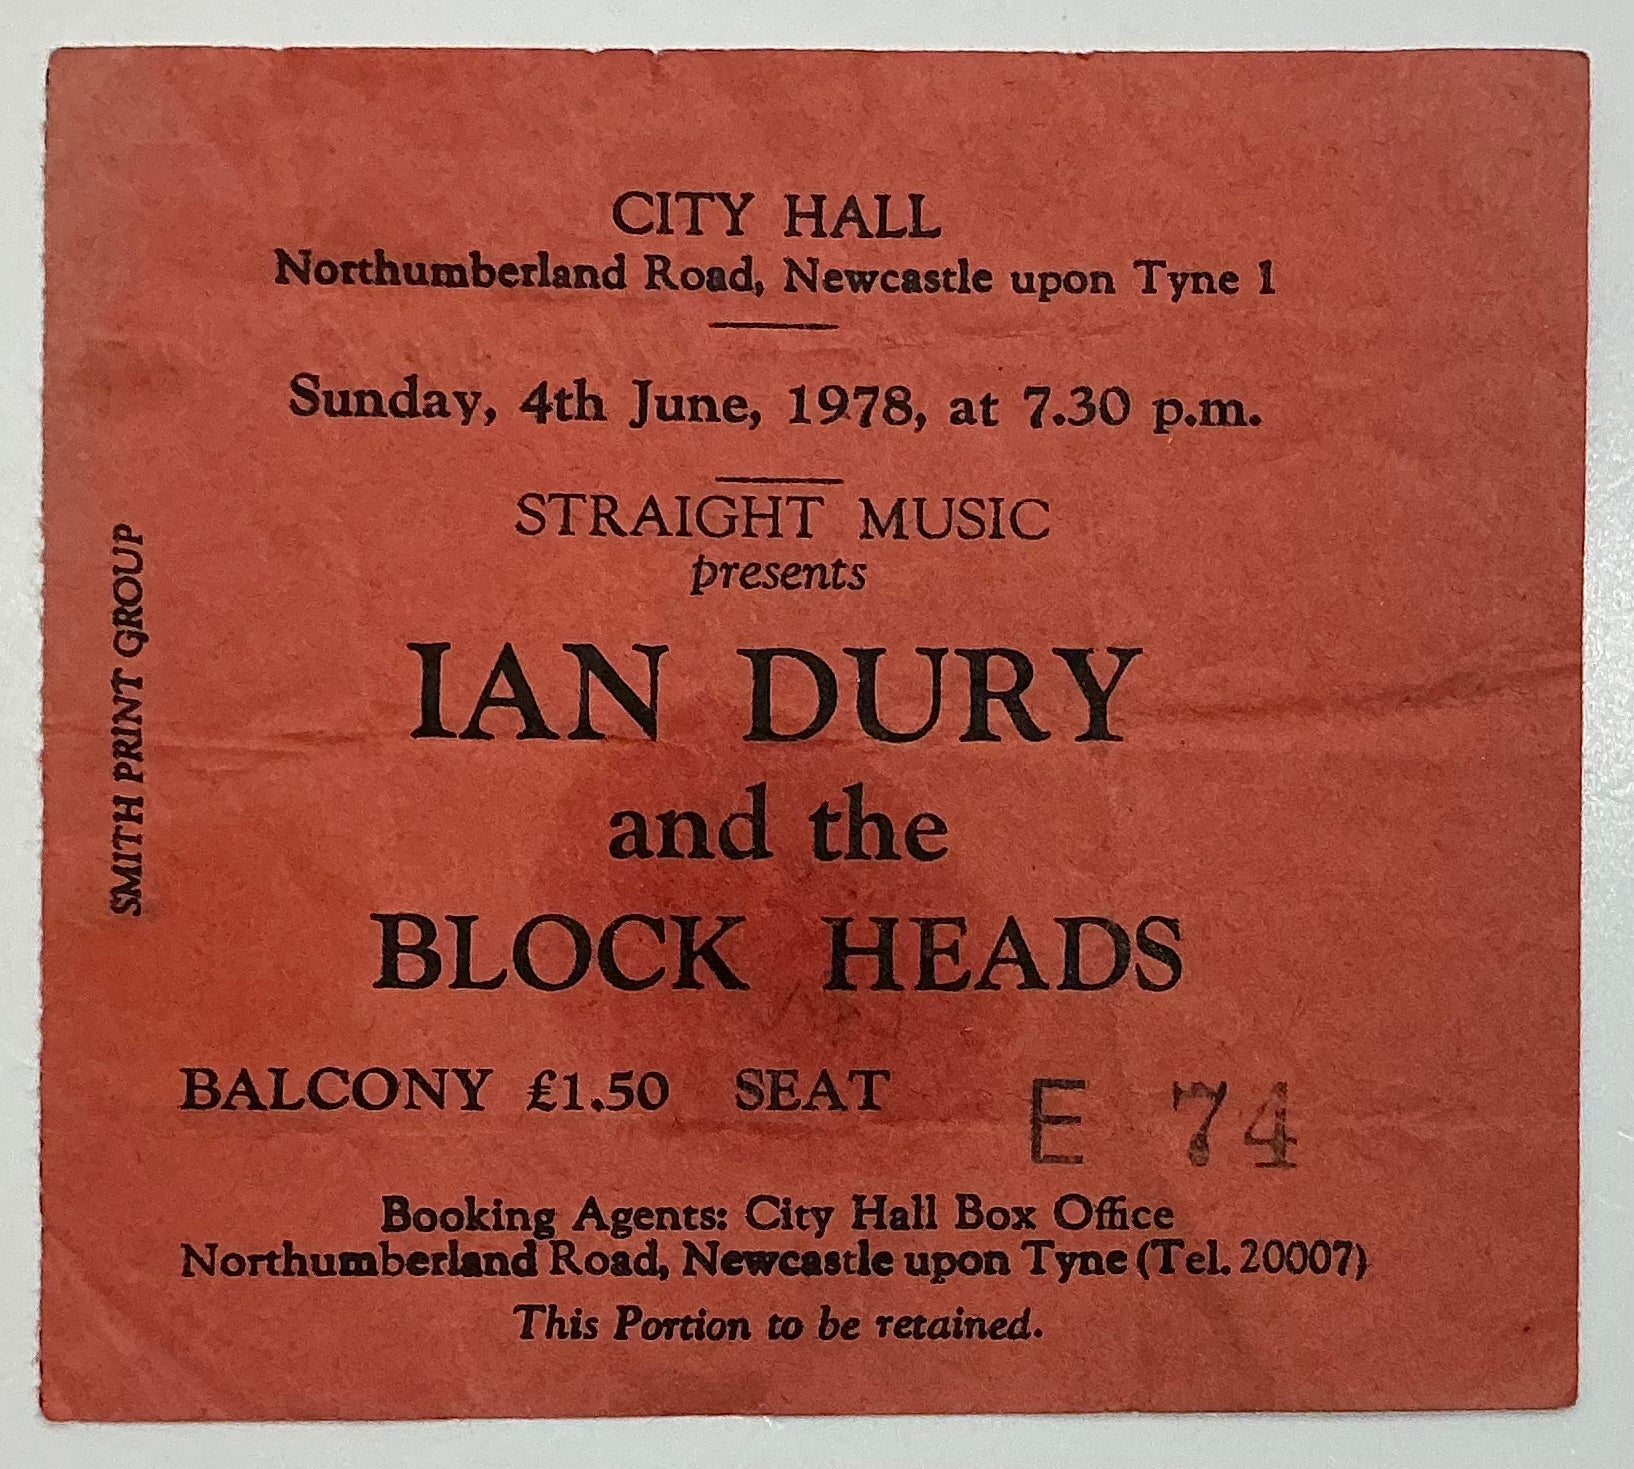 CITY HALL
Northumberland Road, Newcastle upon Tyne 1
Sunday, 4th June, 1978, at 7.30 p.m.
STRAIGHT MUSIC
presents
IAN DURY
and the
BLOCK HEADS
BALCONY £1.50 SEAT E 74
Booking Agents: City Hall Box Office
Northumberland Road, Newcastle upon Tyne (Tel. 20007)
This Portion to be retained.
SMITH PRINT GROUP